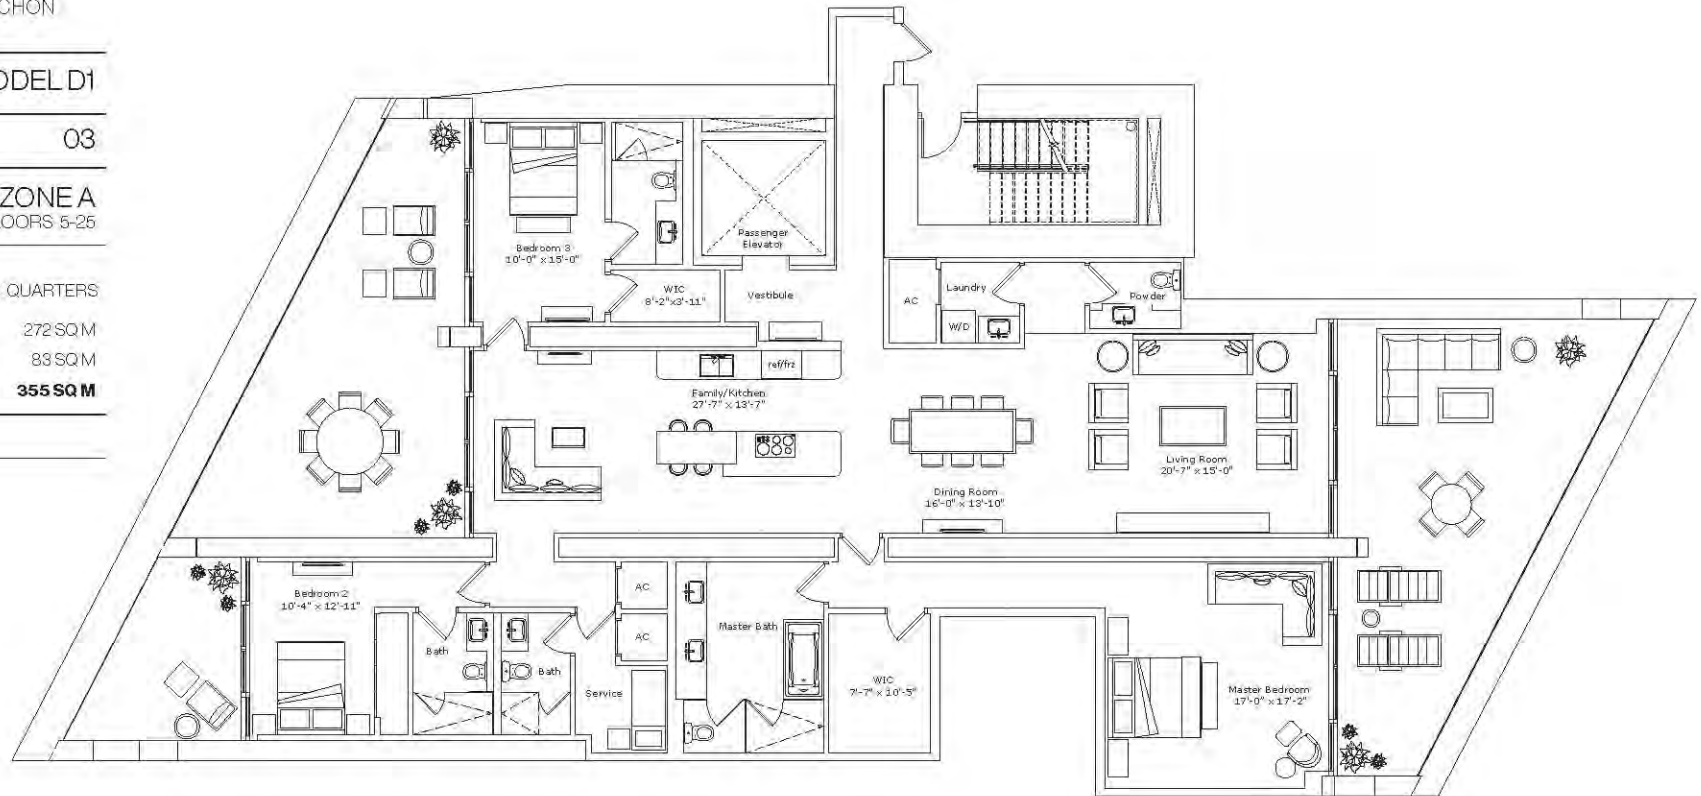 CHON
ODEL D1
03
ZONE A
OORS 5-25
QUARTERS
272 SQ M
83 SQ M
355 SQ M
Bedroom 3
10'-0" x 15'-0"
Passenger
Elevator
WIC
8'-2"x3'-11"
Vestibule
AC
Laundry
W/D
Powder
ref/frz
Family/Kitchen
27'-7" x 13'-7"
Dining Room
16'-0" x 13'-10"
Living Room
20'-7" x 15'-0"
Bedroom 2
10'-4" x 12'-11"
Bath
Bath
Service
AC
AC
Master Bath
WIC
7'-7" x 10'-5"
Master Bedroom
17'-0" x 17'-2"